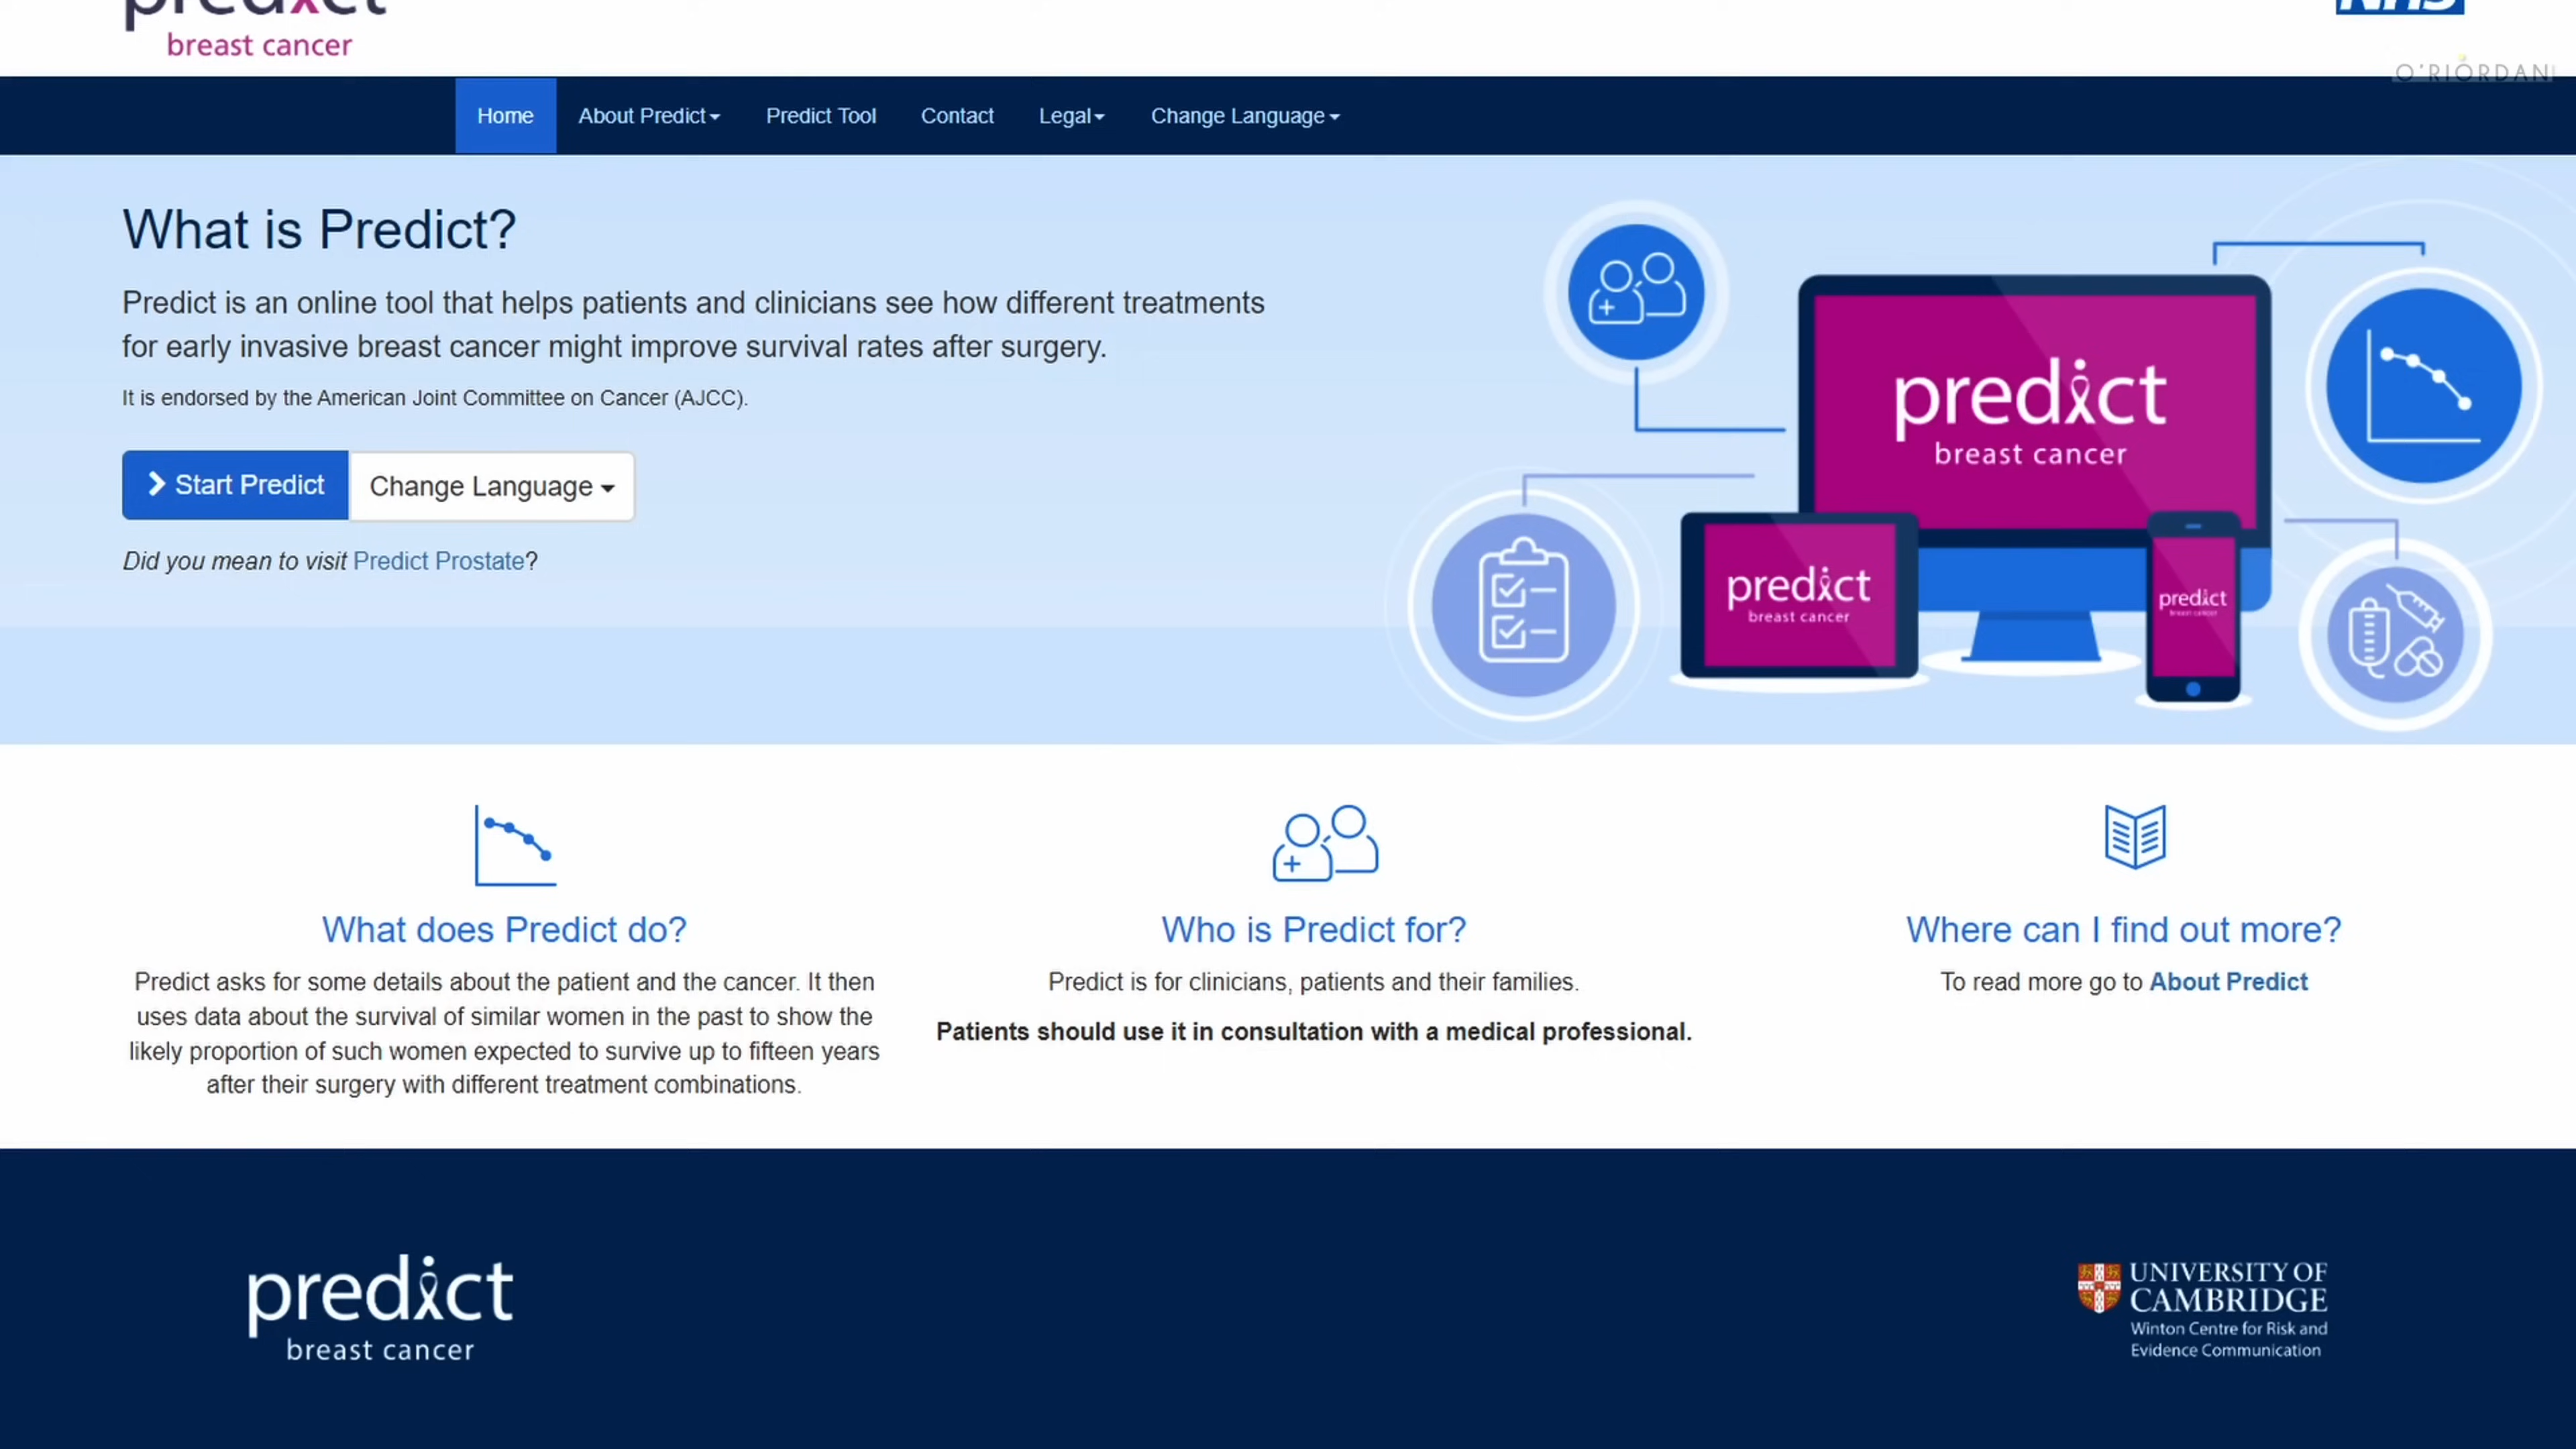 predict
breast cancer
NHS
O'RIORDAN
Home
About Predict
Predict Tool
Contact
Legal
Change Language
What is Predict?
Predict is an online tool that helps patients and clinicians see how different treatments
for early invasive breast cancer might improve survival rates after surgery.
It is endorsed by the American Joint Committee on Cancer (AJCC).
Start Predict
Change Language
Did you mean to visit Predict Prostate?
predict
breast cancer
predict
breast cancer
predict
breast cancer
What does Predict do?
Predict asks for some details about the patient and the cancer. It then
uses data about the survival of similar women in the past to show the
likely proportion of such women expected to survive up to fifteen years
after their surgery with different treatment combinations.
Who is Predict for?
Predict is for clinicians, patients and their families.
Patients should use it in consultation with a medical professional.
Where can I find out more?
To read more go to About Predict
predict
breast cancer
UNIVERSITY OF
CAMBRIDGE
Winton Centre for Risk and
Evidence Communication